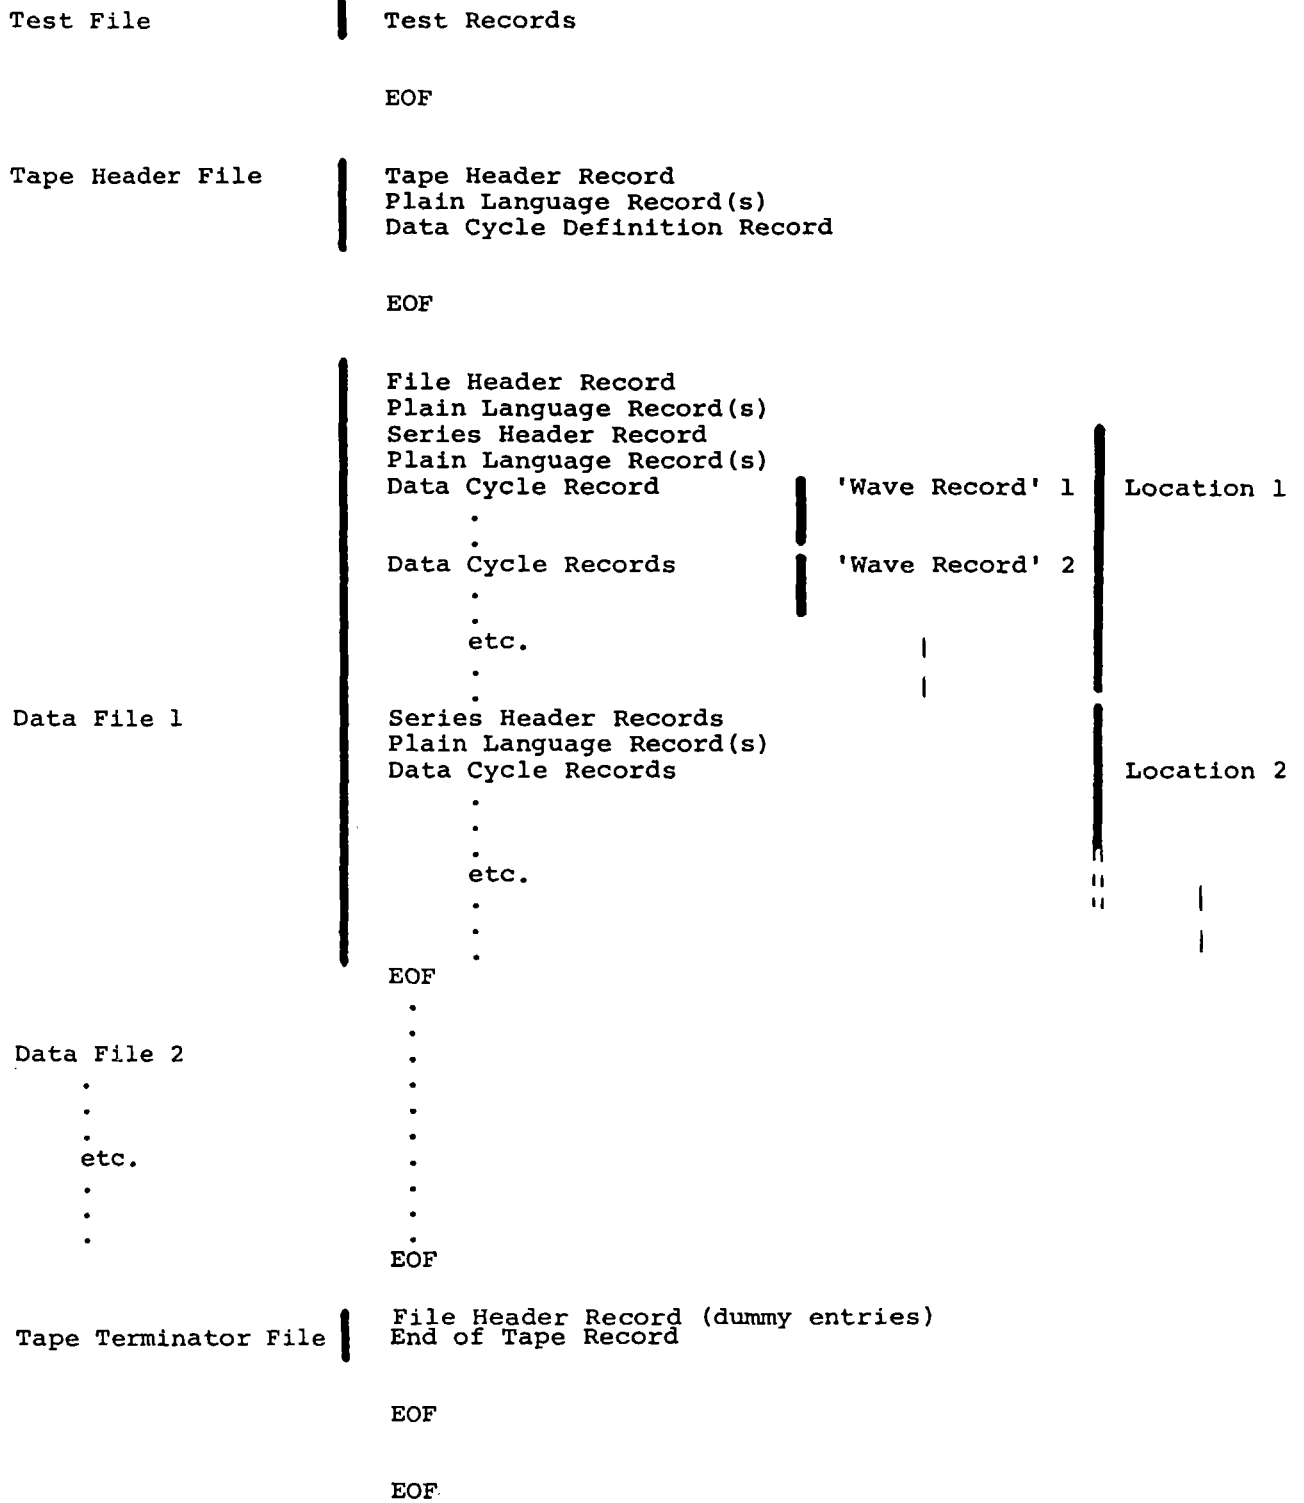 Test File Test Records
EOF
Tape Header File Tape Header Record
Plain Language Record(s)
Data Cycle Definition Record
EOF
File Header Record
Plain Language Record(s)
Series Header Record
Plain Language Record(s)
Data Cycle Record 'Wave Record' 1 Location 1
.
.
Data Cycle Records 'Wave Record' 2
.
.
etc.
.
.
Data File 1 Series Header Records
Plain Language Record(s)
Data Cycle Records Location 2
.
.
.
etc.
.
.
.
EOF
.
.
Data File 2 .
. .
. .
. .
etc. .
. .
. .
. .
EOF
File Header Record (dummy entries)
Tape Terminator File End of Tape Record
EOF
EOF